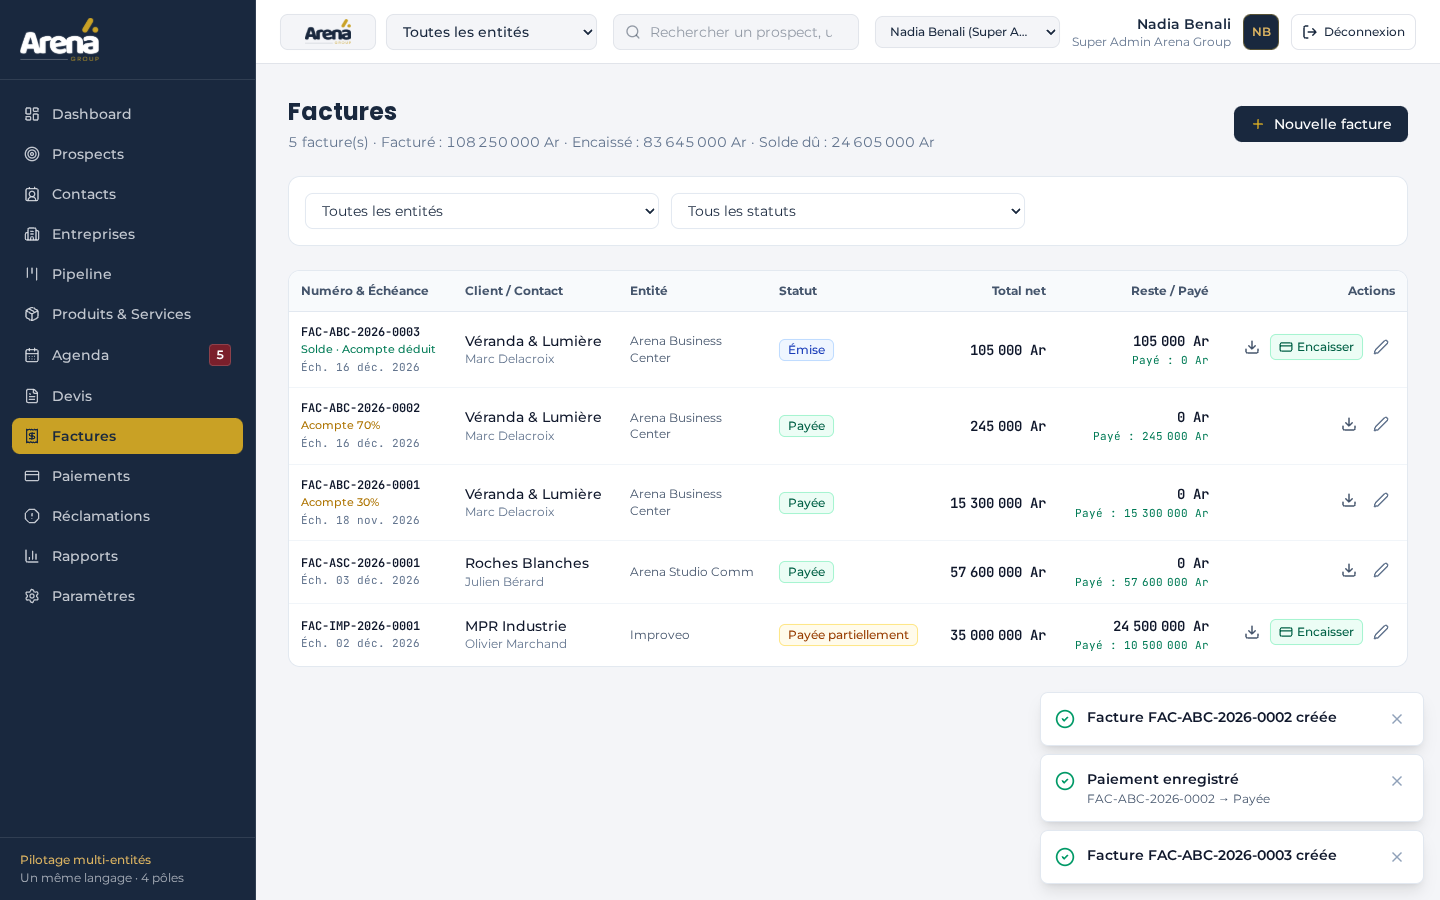 Arena
GROUP
Dashboard
Prospects
Contacts
Entreprises
Pipeline
Produits & Services
Agenda
5
Devis
Factures
Paiements
Réclamations
Rapports
Paramètres
Pilotage multi-entités
Un même langage · 4 pôles
Arena
Toutes les entités
Rechercher un prospect, u
Nadia Benali (Super A...
Nadia Benali
Super Admin Arena Group
NB
Déconnexion
Factures
5 facture(s) · Facturé : 108 250 000 Ar · Encaissé : 83 645 000 Ar · Solde dû : 24 605 000 Ar
Nouvelle facture
Toutes les entités
Tous les statuts
Numéro & Échéance Client / Contact Entité Statut Total net Reste / Payé Actions
FAC-ABC-2026-0003
Solde · Acompte déduit
Éch. 16 déc. 2026
Véranda & Lumière
Marc Delacroix
Arena Business
Center
Émise
105 000 Ar
105 000 Ar
Payé : 0 Ar
Encaisser
FAC-ABC-2026-0002
Acompte 70%
Éch. 16 déc. 2026
Véranda & Lumière
Marc Delacroix
Arena Business
Center
Payée
245 000 Ar
0 Ar
Payé : 245 000 Ar
FAC-ABC-2026-0001
Acompte 30%
Éch. 18 nov. 2026
Véranda & Lumière
Marc Delacroix
Arena Business
Center
Payée
15 300 000 Ar
0 Ar
Payé : 15 300 000 Ar
FAC-ASC-2026-0001
Éch. 03 déc. 2026
Roches Blanches
Julien Bérard
Arena Studio Comm
Payée
57 600 000 Ar
0 Ar
Payé : 57 600 000 Ar
FAC-IMP-2026-0001
Éch. 02 déc. 2026
MPR Industrie
Olivier Marchand
Improveo
Payée partiellement
35 000 000 Ar
24 500 000 Ar
Payé : 10 500 000 Ar
Encaisser
Facture FAC-ABC-2026-0002 créée
Paiement enregistré
FAC-ABC-2026-0002 → Payée
Facture FAC-ABC-2026-0003 créée